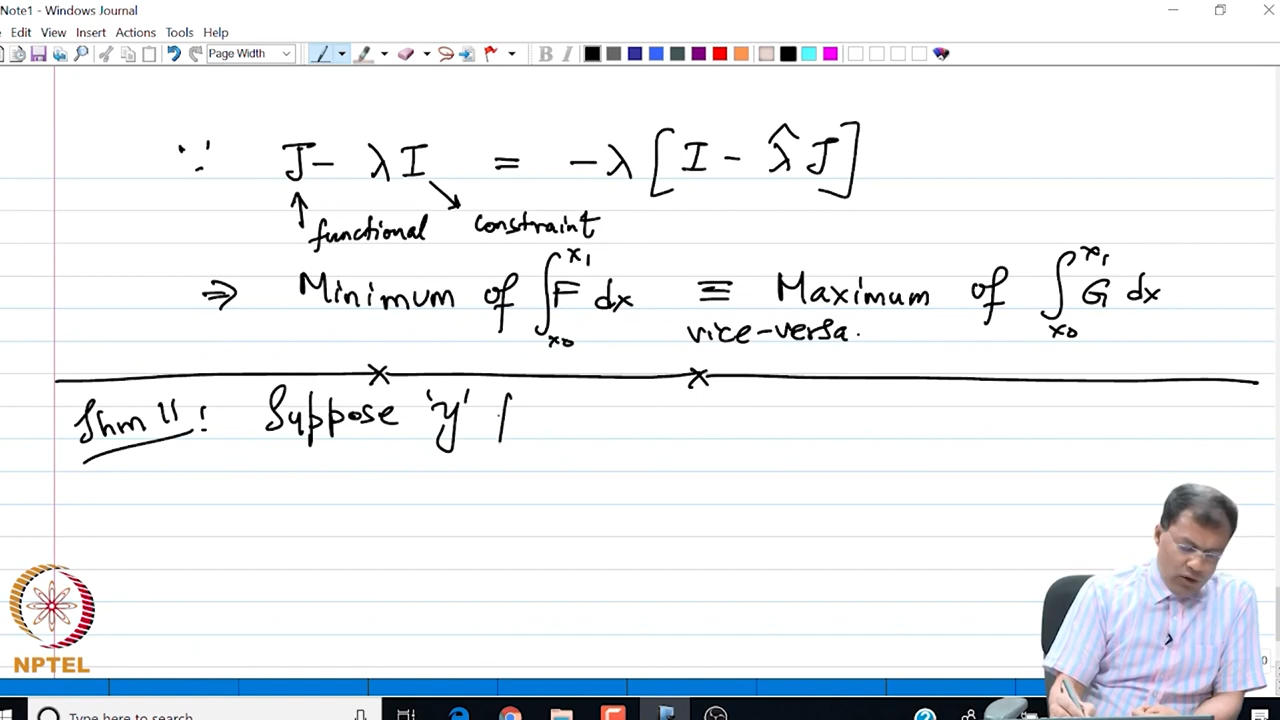 Note1 - Windows Journal
Edit View Insert Actions Tools Help
Page Width B I
∵ J - λI = -λ[I - λ̂J]
functional constraint
⇒ Minimum of ∫_{x₀}^{x₁} F dx ≡ Maximum of ∫_{x₀}^{x₁} G dx
vice-versa.
Thm 11: Suppose 'y'
NPTEL
Type here to search